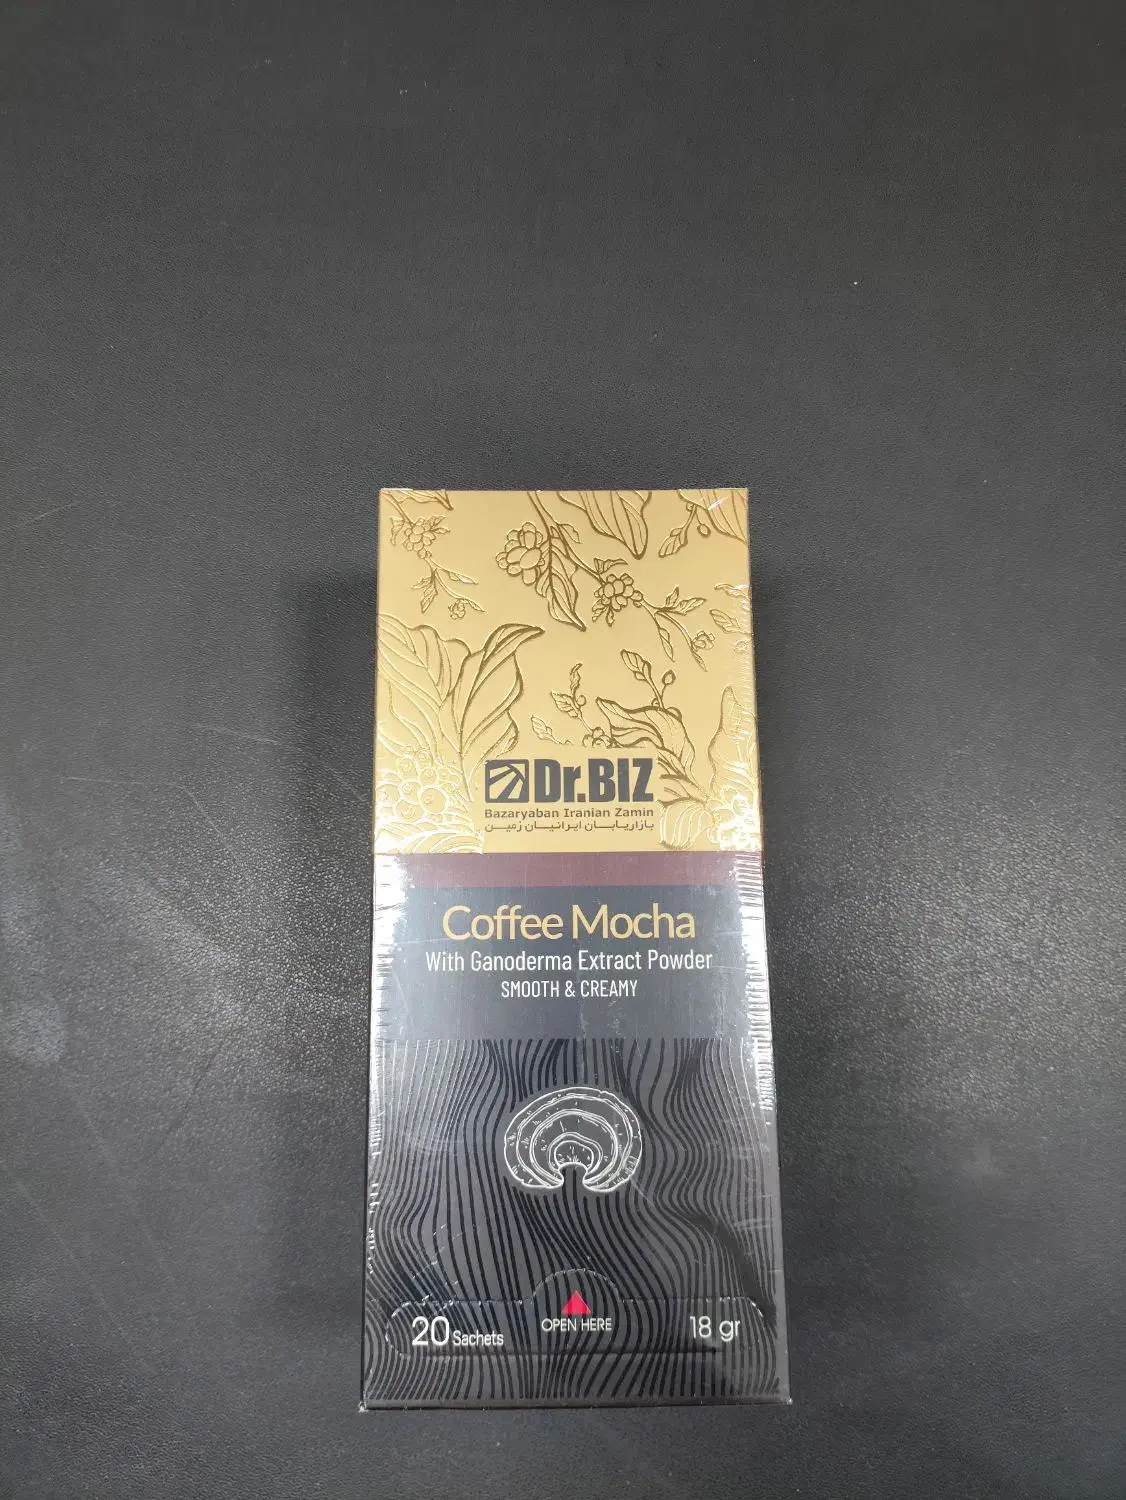 Dr.BIZ
Bazaryaban Iranian Zamin
بازاریابان ایرانیان زمین
Coffee Mocha
With Ganoderma Extract Powder
SMOOTH & CREAMY
OPEN HERE
20 Sachets
18 gr